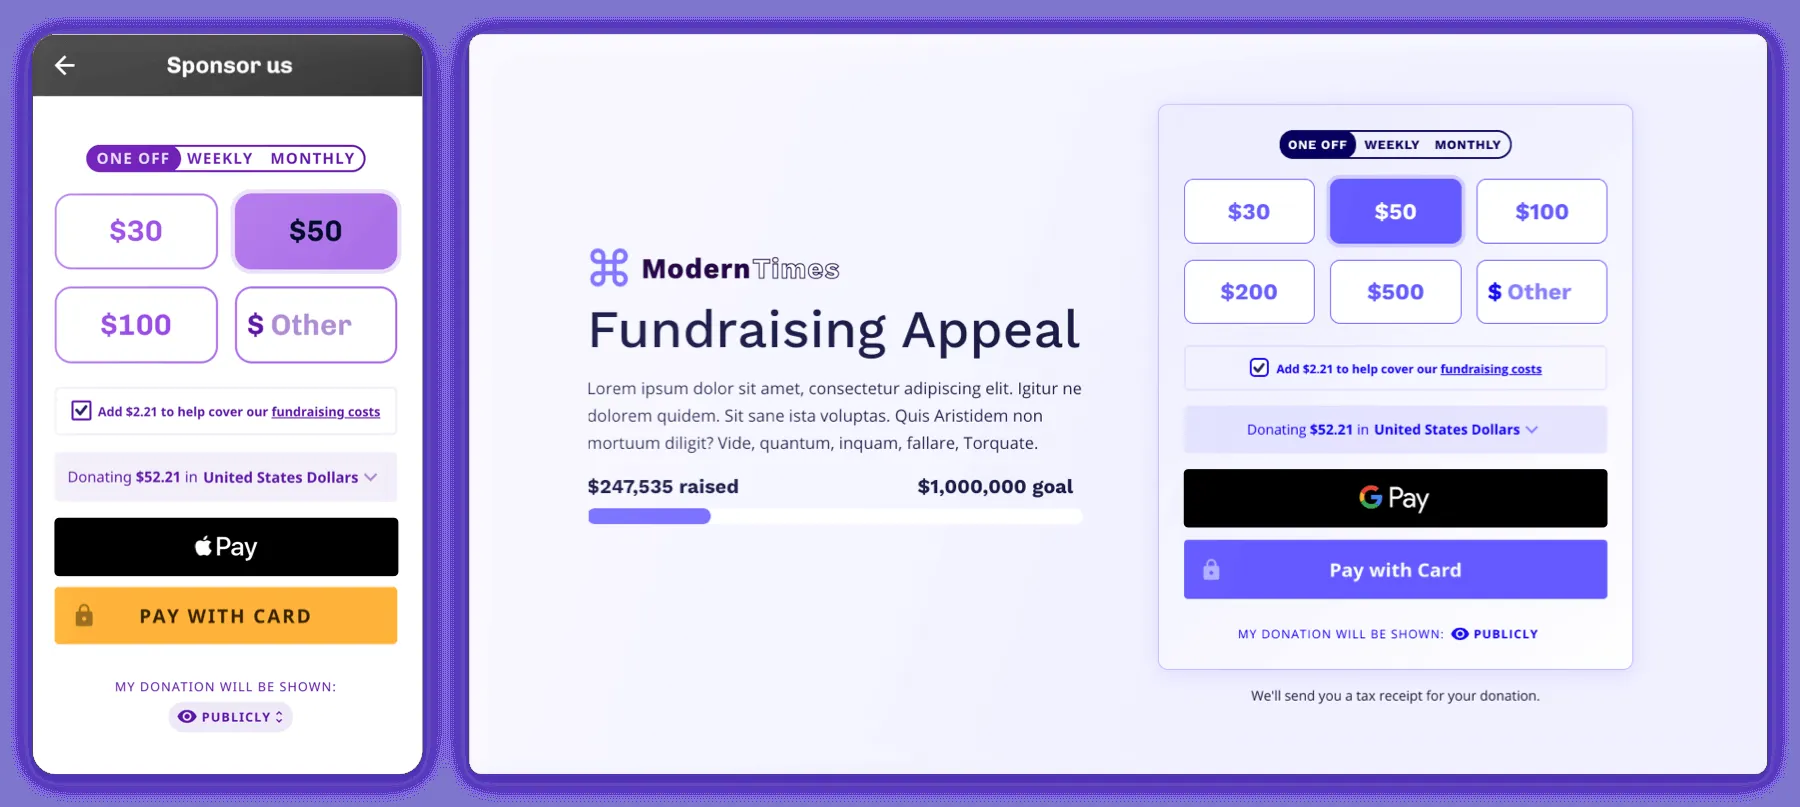 Sponsor us
ONE OFF WEEKLY MONTHLY
$30 $50
$100 $ Other
Add $2.21 to help cover our fundraising costs
Donating $52.21 in United States Dollars
Pay
PAY WITH CARD
MY DONATION WILL BE SHOWN:
PUBLICLY
ModernTimes
Fundraising Appeal
Lorem ipsum dolor sit amet, consectetur adipiscing elit. Igitur ne
dolorem quidem. Sit sane ista voluptas. Quis Aristidem non
mortuum diligit? Vide, quantum, inquam, fallare, Torquate.
$247,535 raised $1,000,000 goal
ONE OFF WEEKLY MONTHLY
$30 $50 $100
$200 $500 $ Other
Add $2.21 to help cover our fundraising costs
Donating $52.21 in United States Dollars
G Pay
Pay with Card
MY DONATION WILL BE SHOWN: PUBLICLY
We'll send you a tax receipt for your donation.